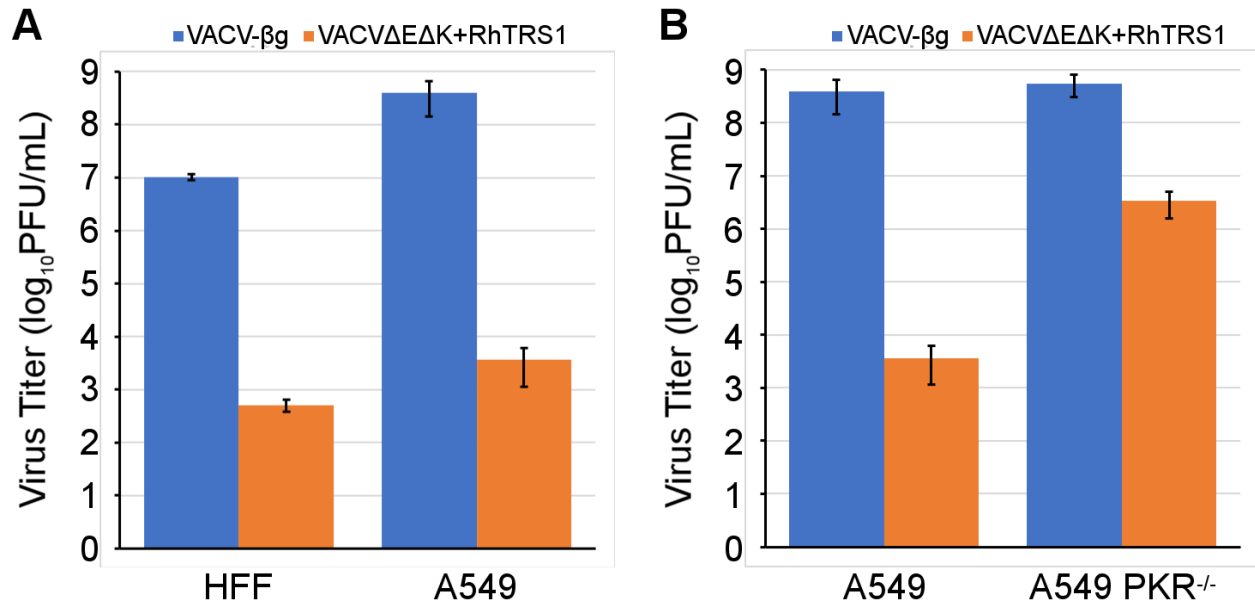 A
VACV-βg VACVΔEΔK+RhTRS1
Virus Titer (log₁₀PFU/mL)
9
8
7
6
5
4
3
2
1
0
HFF A549
B
VACV-βg VACVΔEΔK+RhTRS1
Virus Titer (log₁₀PFU/mL)
9
8
7
6
5
4
3
2
1
0
A549 A549 PKR⁻/⁻